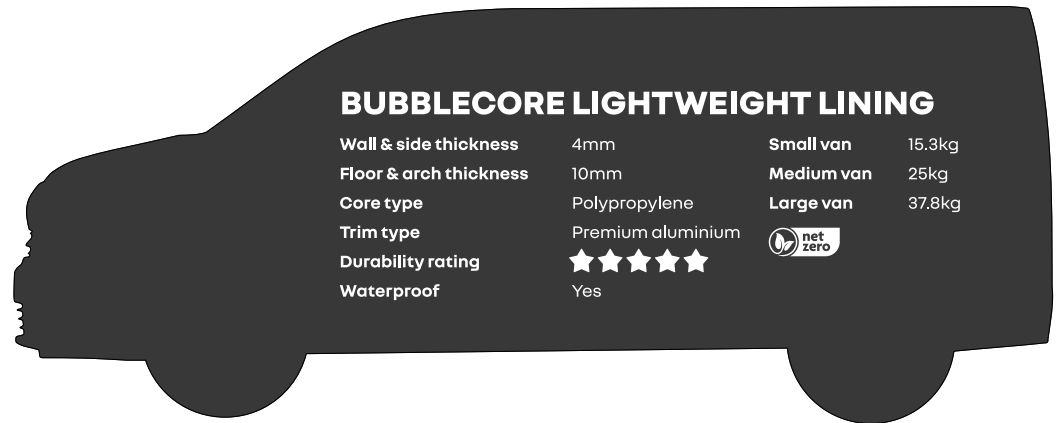 BUBBLECORE LIGHTWEIGHT LINING
Wall & side thickness 4mm
Floor & arch thickness 10mm
Core type Polypropylene
Trim type Premium aluminium
Durability rating
Waterproof Yes
Small van 15.3kg
Medium van 25kg
Large van 37.8kg
net
zero